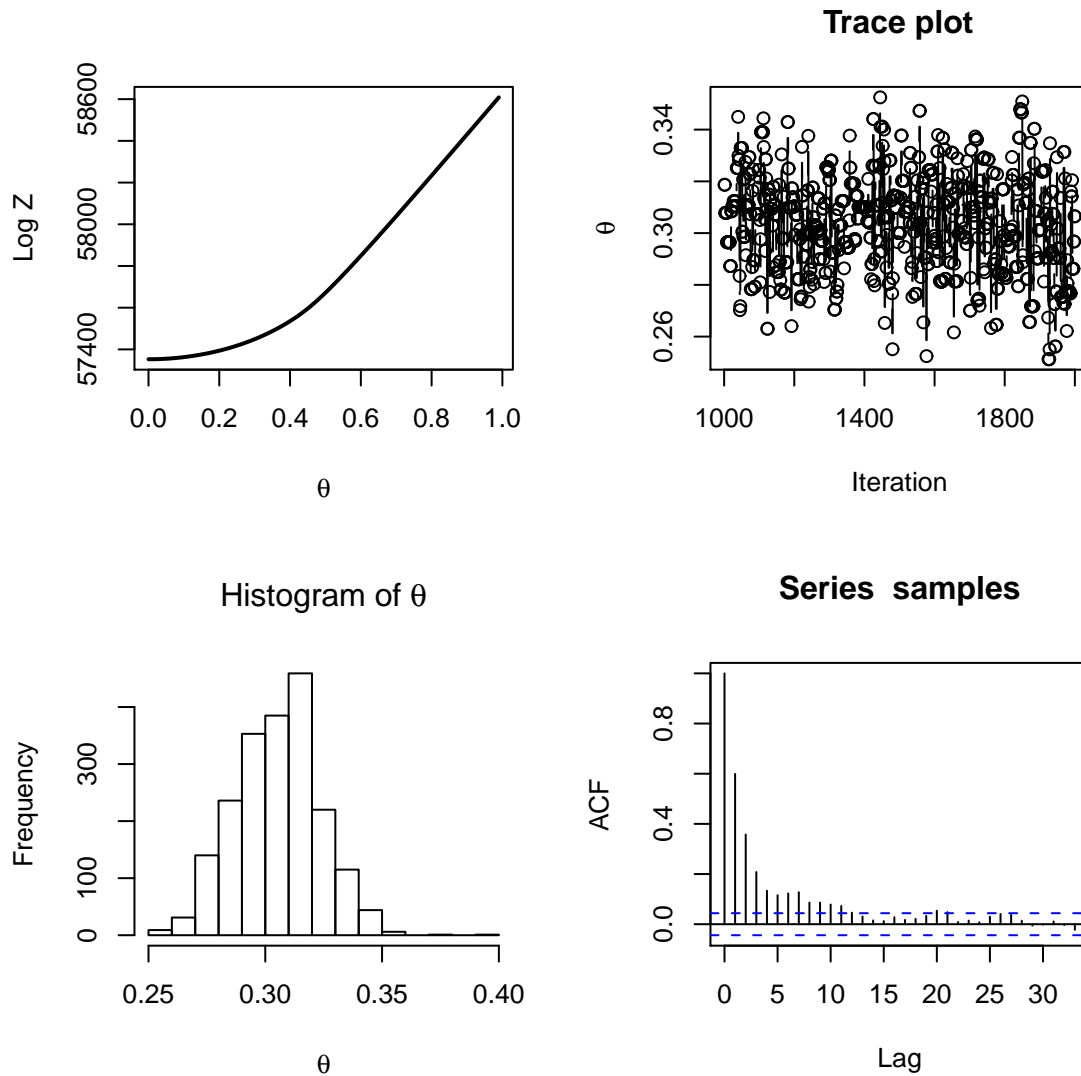 Log Z
57400 58000 58600
0.0 0.2 0.4 0.6 0.8 1.0
θ
Trace plot
θ
0.26 0.30 0.34
1000 1400 1800
Iteration
Histogram of θ
Frequency
0 100 300
0.25 0.30 0.35 0.40
θ
Series samples
ACF
0.0 0.4 0.8
0 5 10 15 20 25 30
Lag